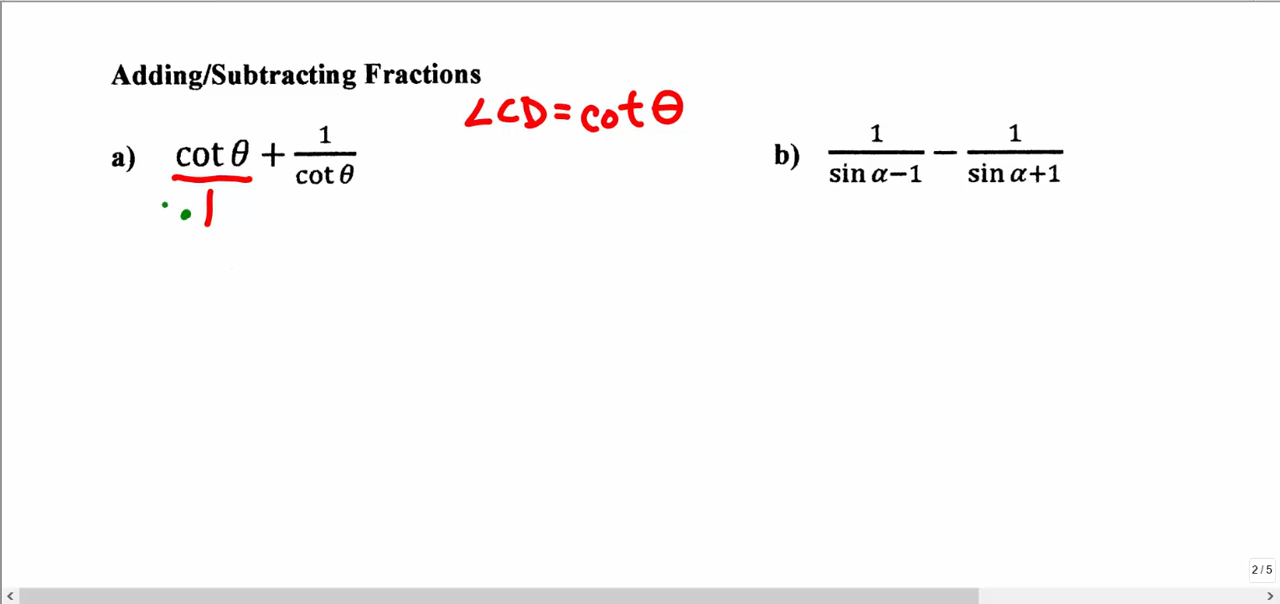 Adding/Subtracting Fractions
LCD = cot θ
a) cot θ / 1 + 1 / cot θ
b) 1 / sin α−1 − 1 / sin α+1
2 / 5